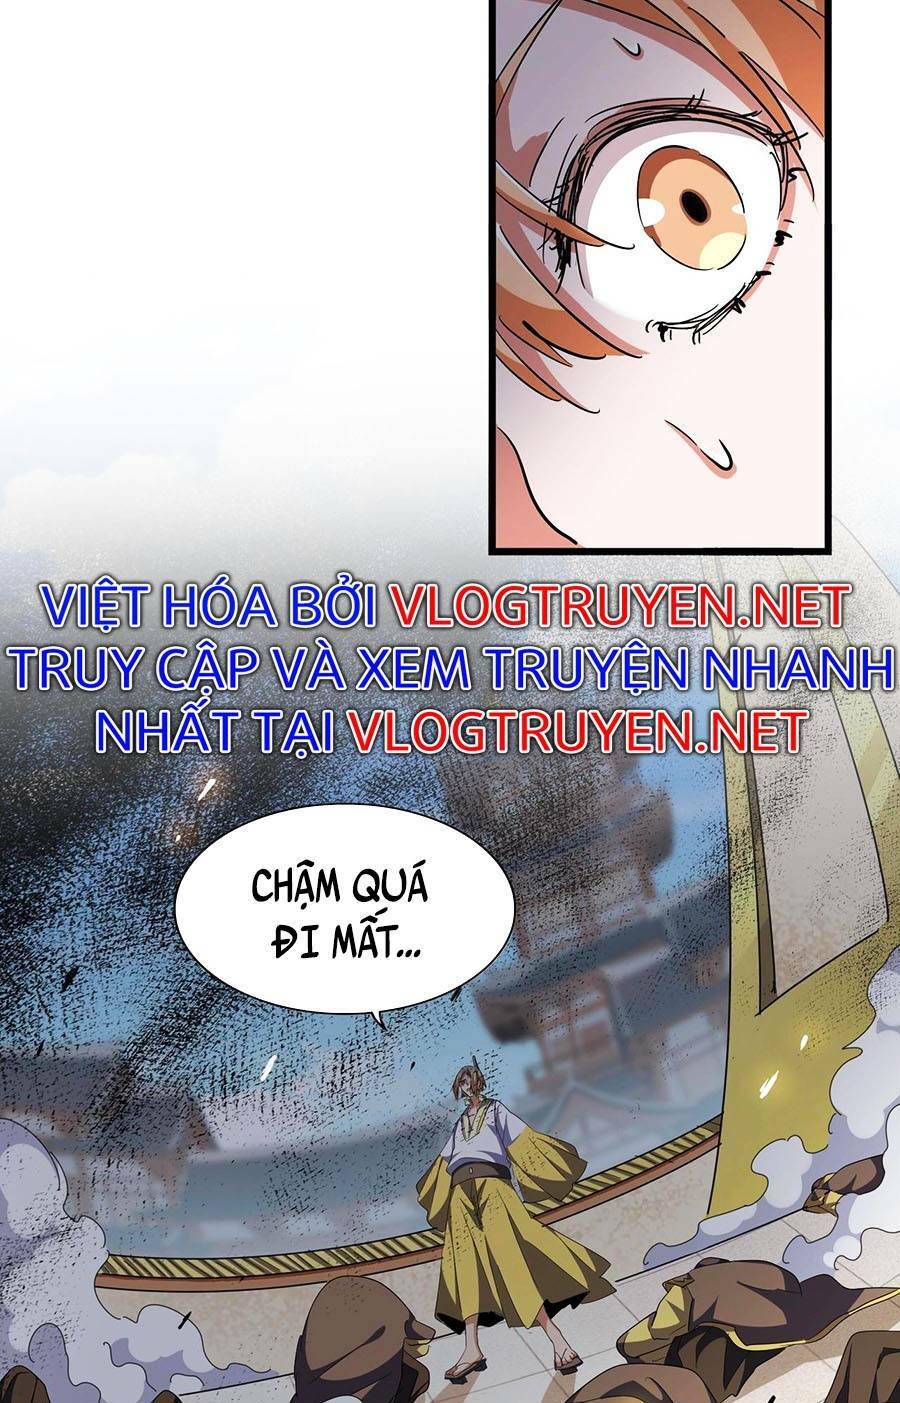 VIỆT HÓA BỞI VLOGTRUYEN.NET
TRUY CẬP VÀ XEM TRUYỆN NHANH
NHẤT TẠI VLOGTRUYEN.NET
CHẬM QUÁ
ĐI MẤT...